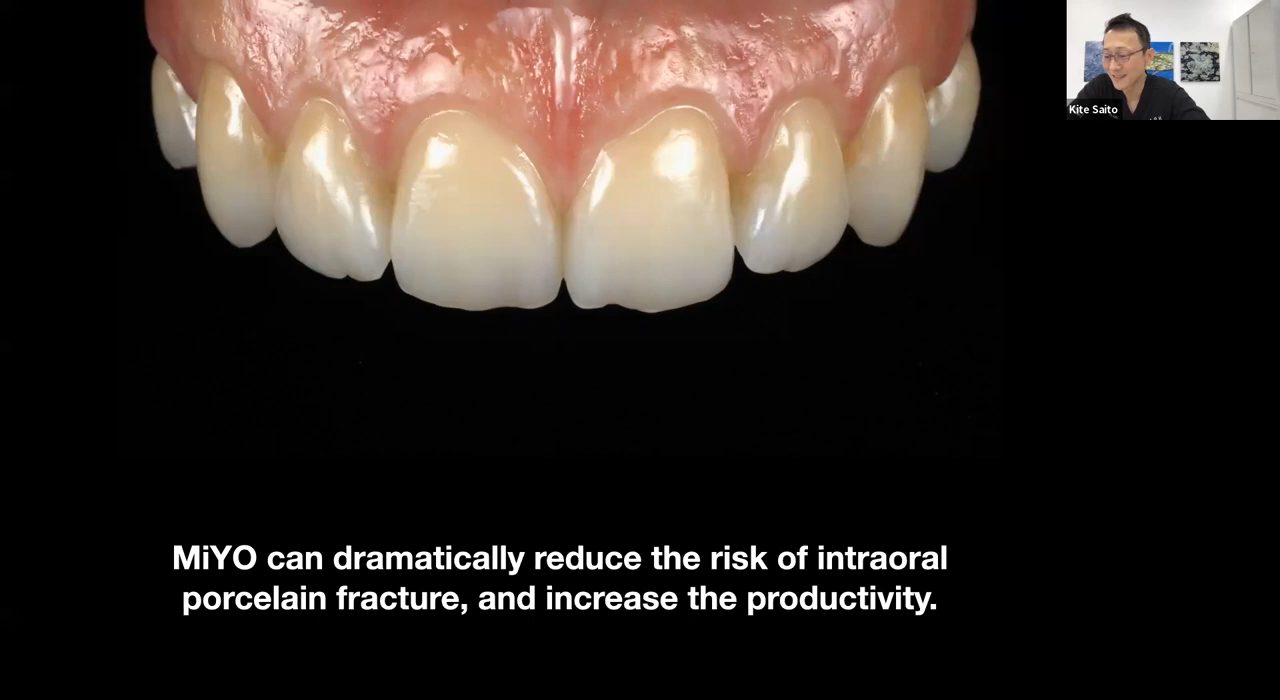 Kite Saito
MiYO can dramatically reduce the risk of intraoral
porcelain fracture, and increase the productivity.